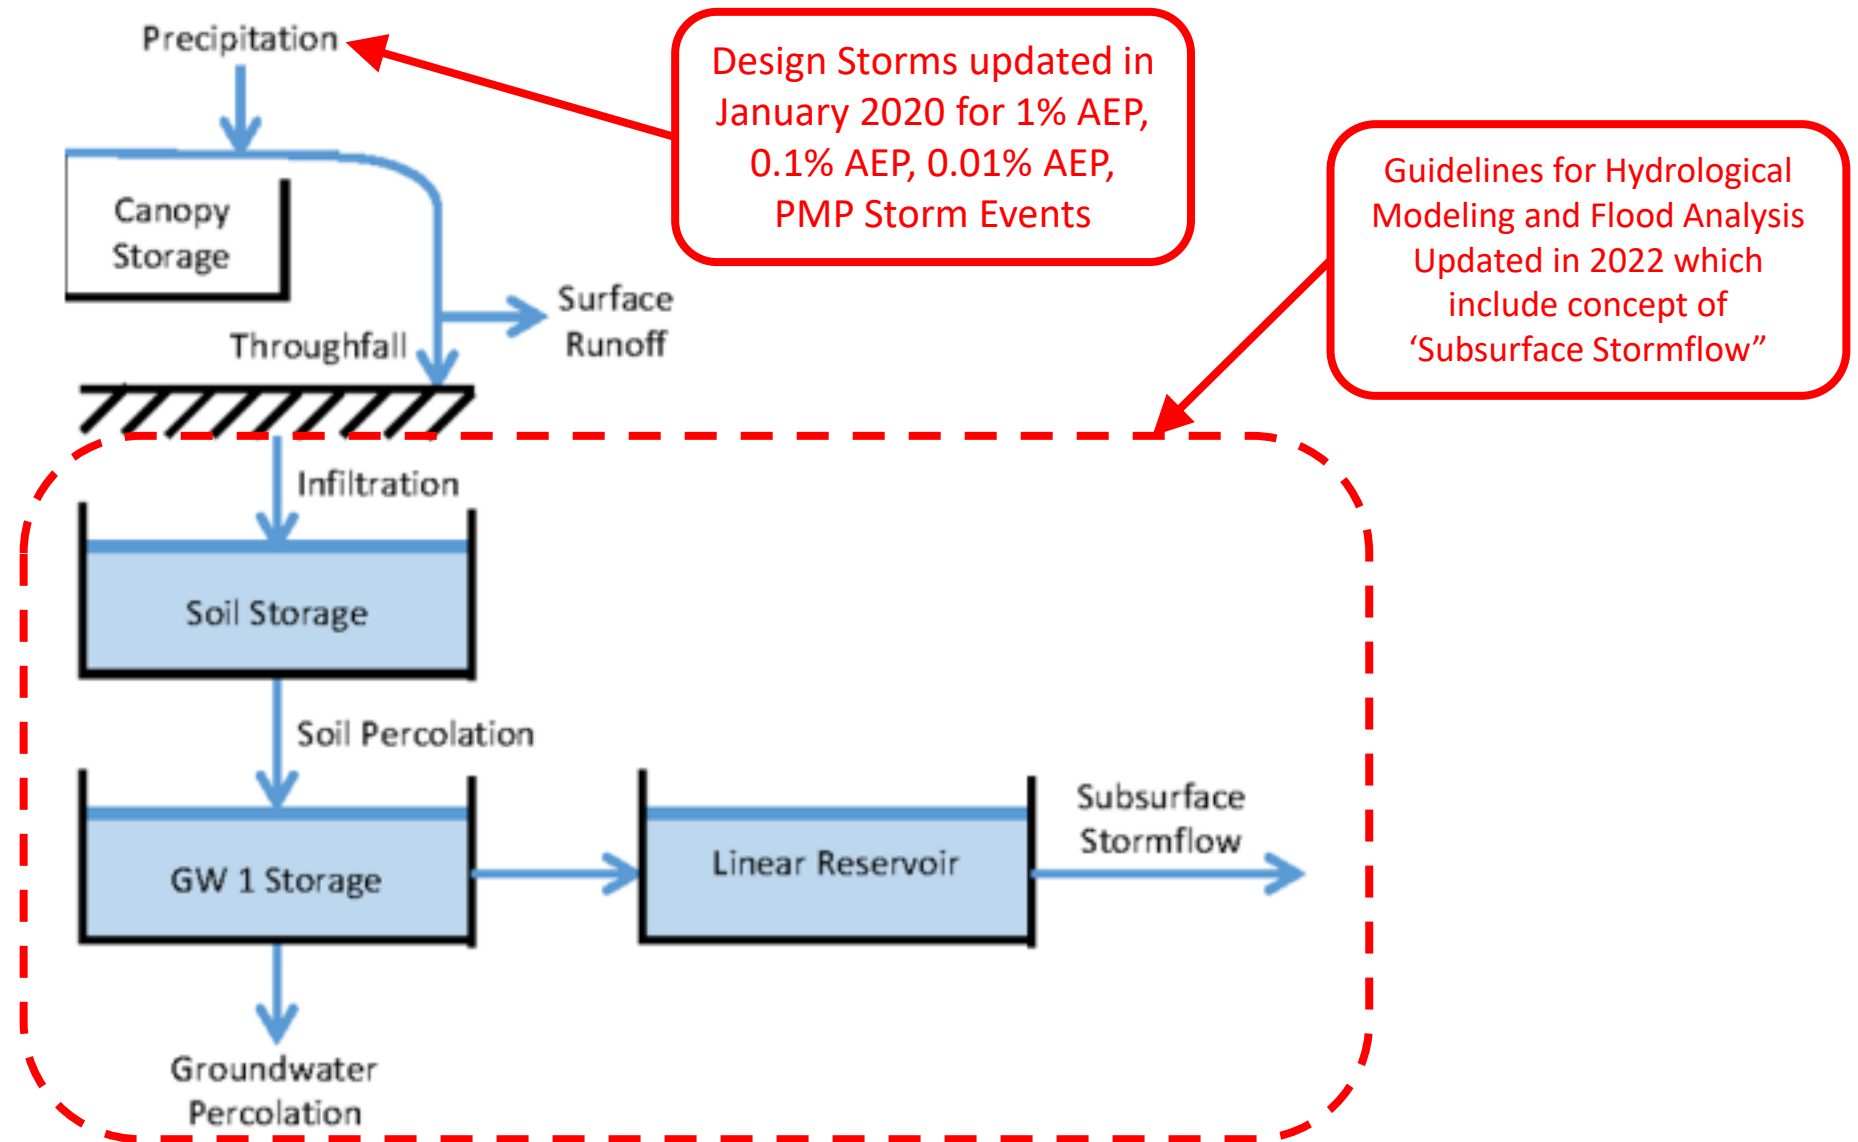 Precipitation
Design Storms updated in
January 2020 for 1% AEP,
0.1% AEP, 0.01% AEP,
PMP Storm Events
Guidelines for Hydrological
Modeling and Flood Analysis
Updated in 2022 which
include concept of
‘Subsurface Stormflow”
Canopy
Storage
Surface
Runoff
Throughfall
Infiltration
Soil Storage
Soil Percolation
GW 1 Storage
Linear Reservoir
Subsurface
Stormflow
Groundwater
Percolation